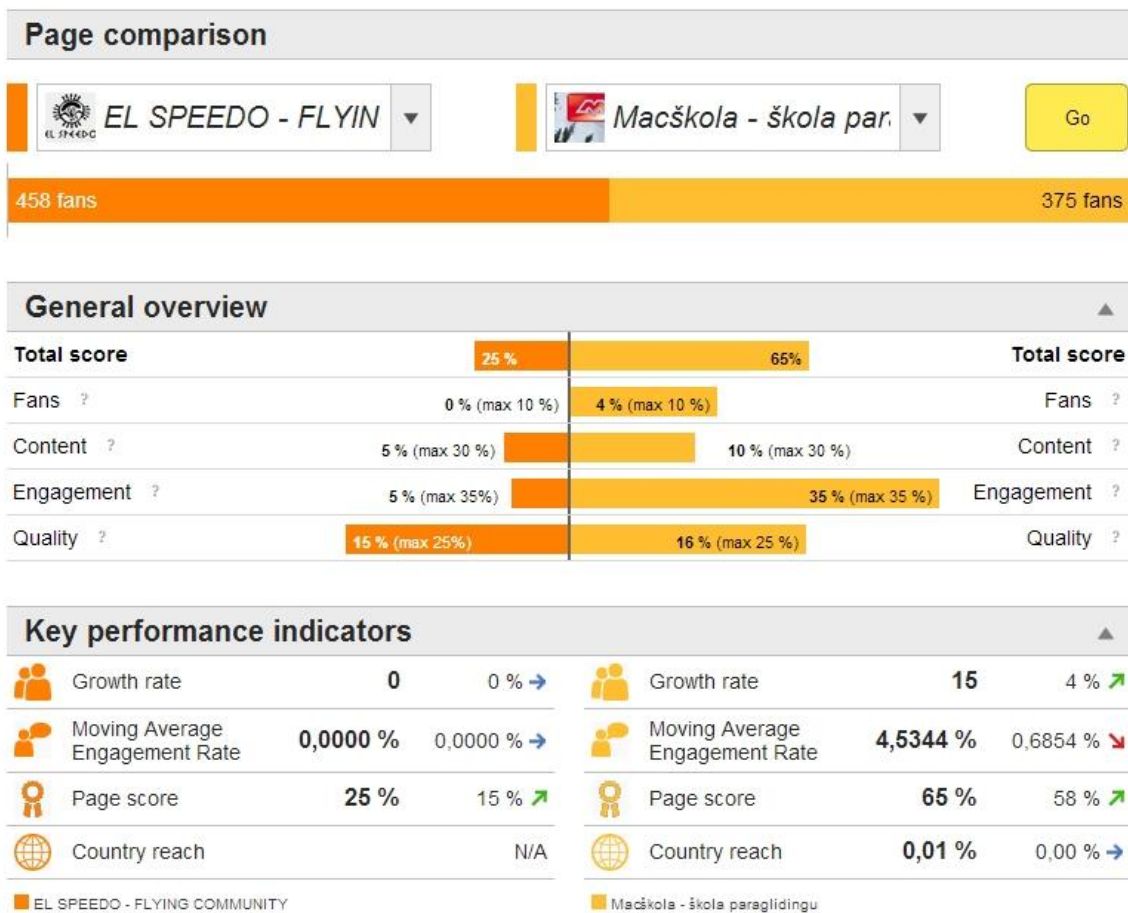 Page comparison
EL SPEEDO
EL SPEEDO - FLYIN
Macškola - škola par
Go
458 fans 375 fans
General overview
Total score 25 % 65% Total score
Fans ? 0 % (max 10 %) 4 % (max 10 %) Fans ?
Content ? 5 % (max 30 %) 10 % (max 30 %) Content ?
Engagement ? 5 % (max 35%) 35 % (max 35 %) Engagement ?
Quality ? 15 % (max 25%) 16 % (max 25 %) Quality ?
Key performance indicators
Growth rate 0 0 % Growth rate 15 4 %
Moving Average Moving Average
Engagement Rate 0,0000 % 0,0000 % Engagement Rate 4,5344 % 0,6854 %
Page score 25 % 15 % Page score 65 % 58 %
Country reach N/A Country reach 0,01 % 0,00 %
EL SPEEDO - FLYING COMMUNITY Macškola - škola paraglidingu